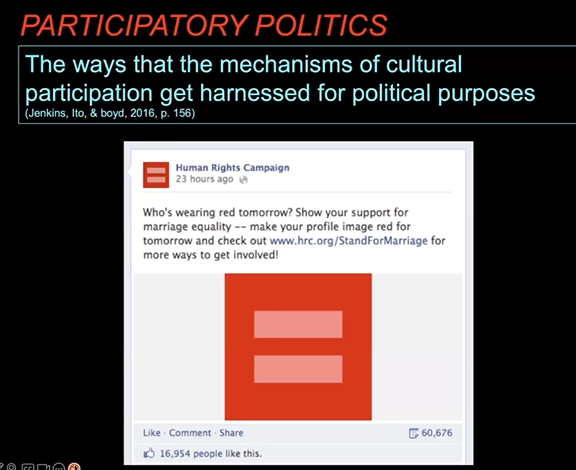 PARTICIPATORY POLITICS
The ways that the mechanisms of cultural
participation get harnessed for political purposes
(Jenkins, Ito, & boyd, 2016, p. 156)
Human Rights Campaign
23 hours ago
Who's wearing red tomorrow? Show your support for
marriage equality -- make your profile image red for
tomorrow and check out www.hrc.org/StandForMarriage for
more ways to get involved!
Like · Comment · Share 60,676
16,954 people like this.